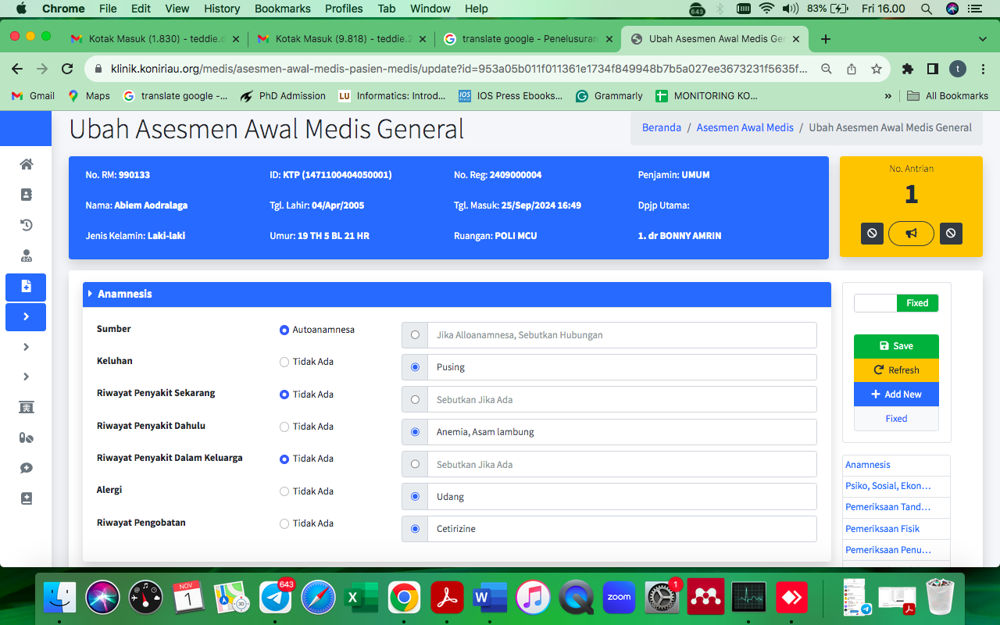 Chrome File Edit View History Bookmarks Profiles Tab Window Help 643 83% Fri 16.00
Kotak Masuk (1.830) - teddie.d Kotak Masuk (9.818) - teddie.2 translate google - Penelusuran Ubah Asesmen Awal Medis Gen
klinik.koniriau.org/medis/asesmen-awal-medis-pasien-medis/update?id=953a05b011f011361e1734f849948b7b5a027ee3673231f5635f... t
Gmail Maps translate google -... PhD Admission LU Informatics: Introd... IOS Press IOS Press Ebooks... Grammarly MONITORING KO... » All Bookmarks
Ubah Asesmen Awal Medis General
Beranda / Asesmen Awal Medis / Ubah Asesmen Awal Medis General
No. RM: 990133 ID: KTP (1471100404050001) No. Reg: 2409000004 Penjamin: UMUM
Nama: Abiem Aodralaga Tgl. Lahir: 04/Apr/2005 Tgl. Masuk: 25/Sep/2024 16:49 Dpjp Utama:
Jenis Kelamin: Laki-laki Umur: 19 TH 5 BL 21 HR Ruangan: POLI MCU 1. dr BONNY AMRIN
No. Antrian
1
Anamnesis
Sumber Autoanamnesa Jika Alloanamnesa, Sebutkan Hubungan
Keluhan Tidak Ada Pusing
Riwayat Penyakit Sekarang Tidak Ada Sebutkan Jika Ada
Riwayat Penyakit Dahulu Tidak Ada Anemia, Asam lambung
Riwayat Penyakit Dalam Keluarga Tidak Ada Sebutkan Jika Ada
Alergi Tidak Ada Udang
Riwayat Pengobatan Tidak Ada Cetirizine
Fixed
Save
Refresh
Add New
Fixed
Anamnesis
Psiko, Sosial, Ekon...
Pemeriksaan Tand...
Pemeriksaan Fisik
Pemeriksaan Penu...
NOV
1
3D
643
X
W
zoom
1